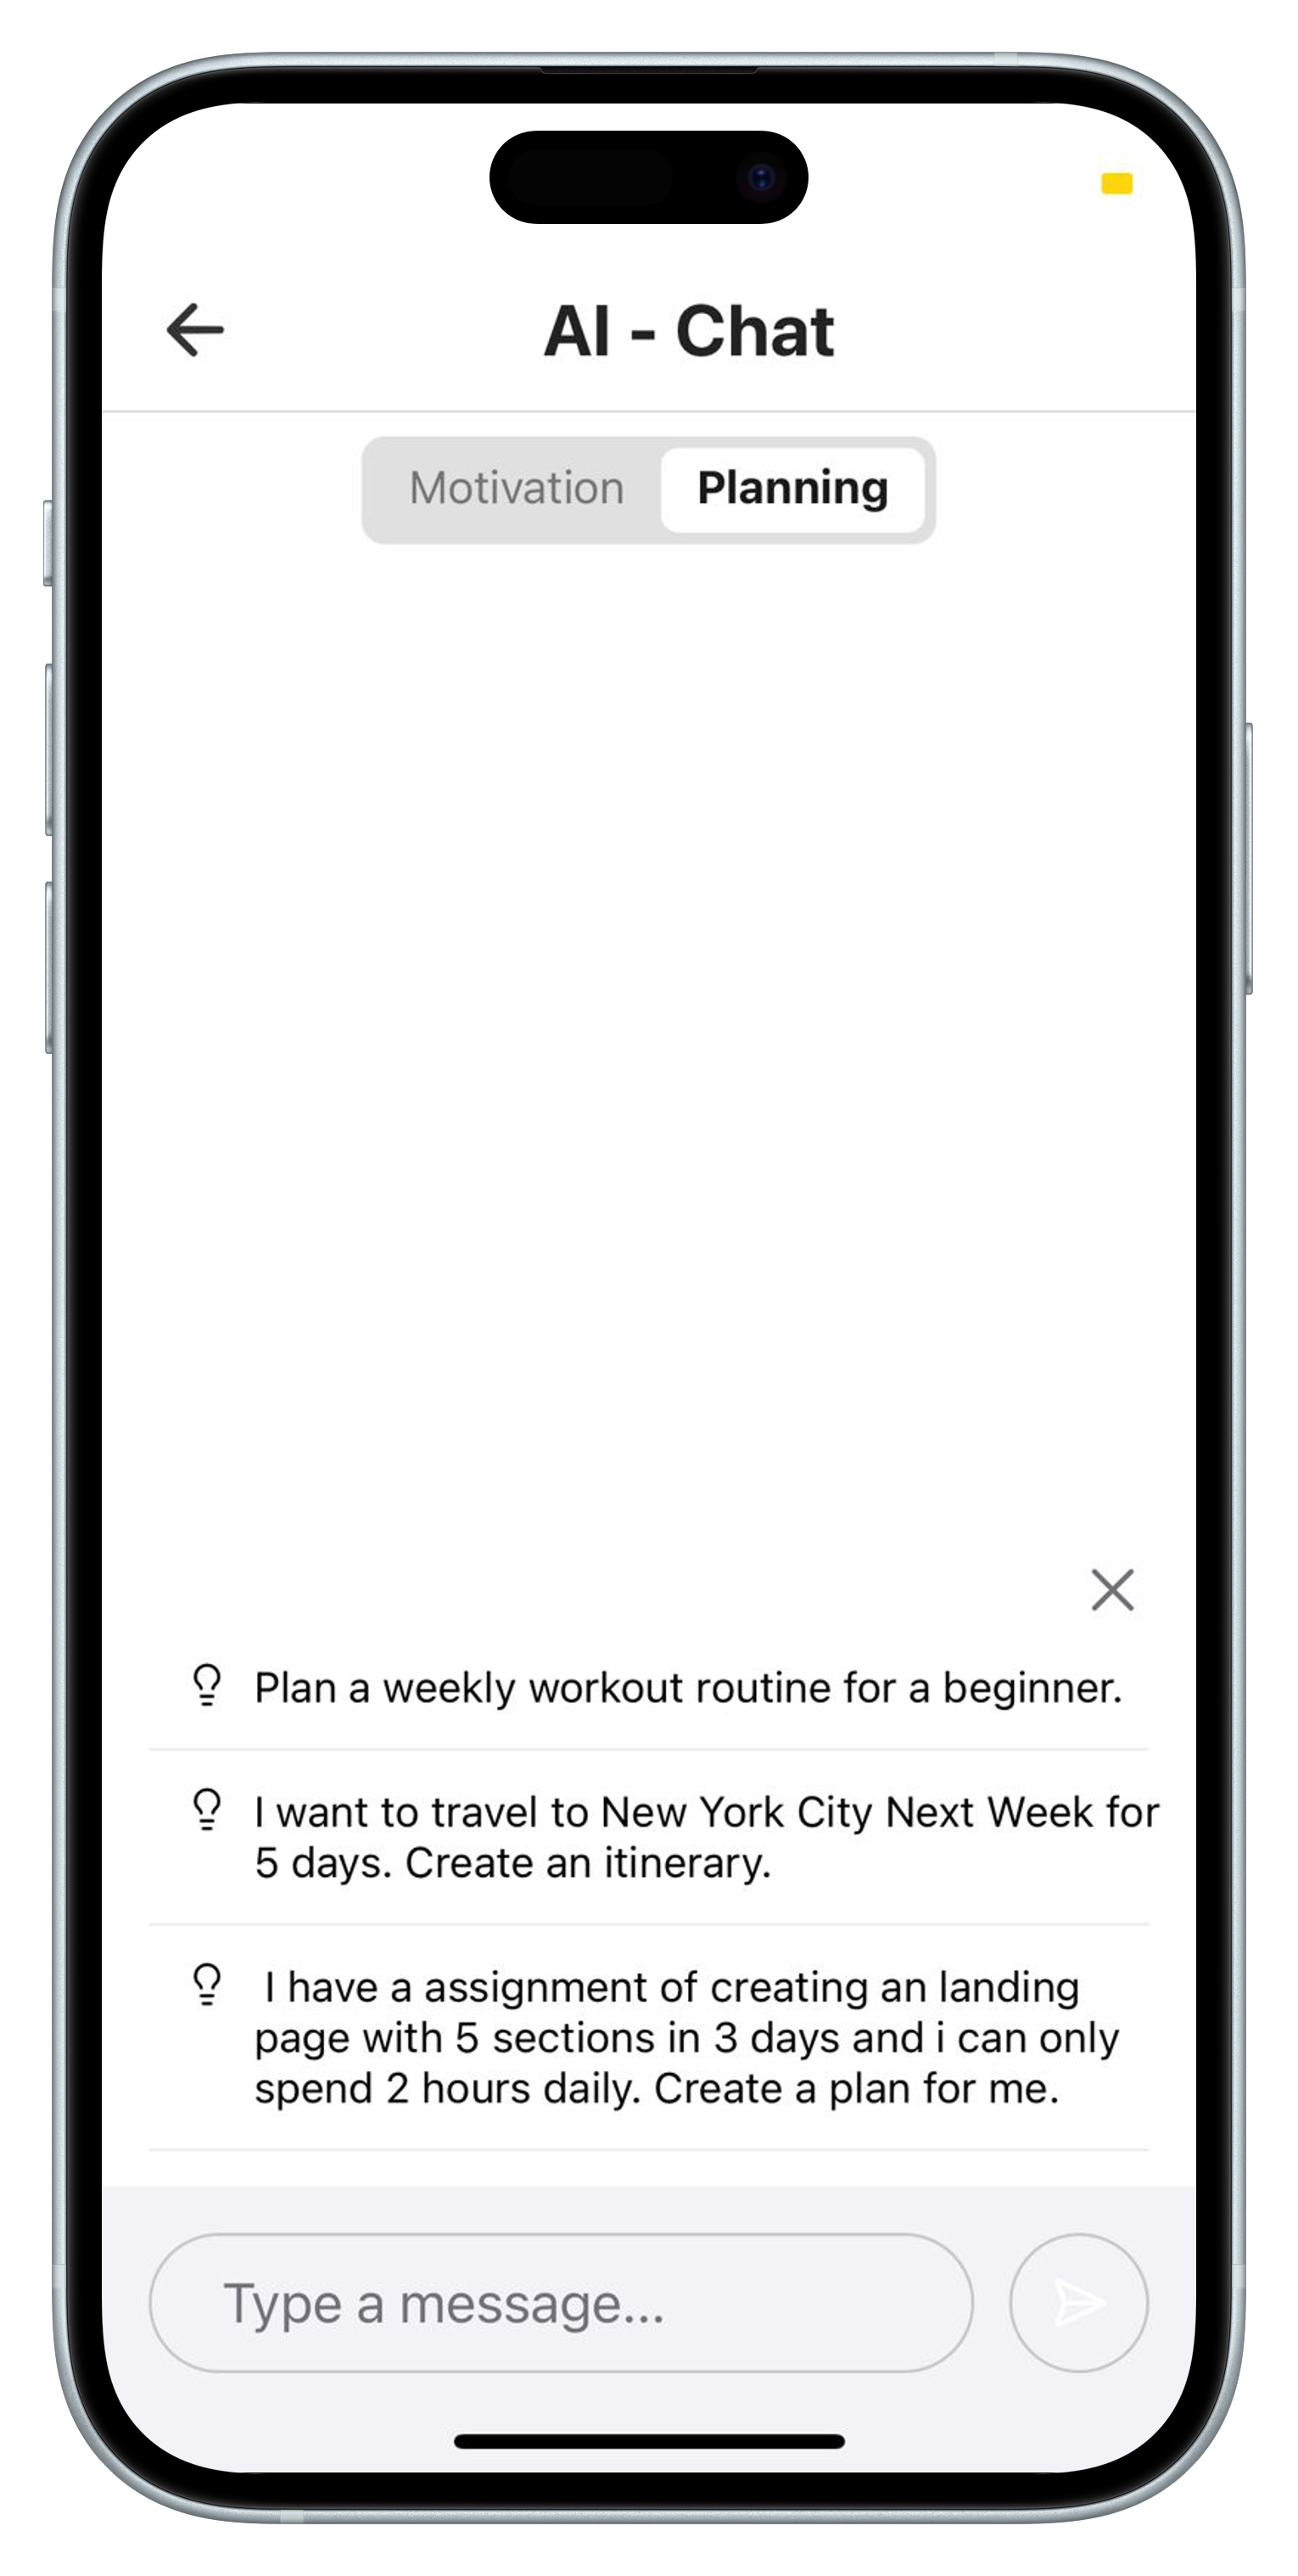 AI - Chat
Motivation Planning
Plan a weekly workout routine for a beginner.
I want to travel to New York City Next Week for
5 days. Create an itinerary.
I have a assignment of creating an landing
page with 5 sections in 3 days and i can only
spend 2 hours daily. Create a plan for me.
Type a message...